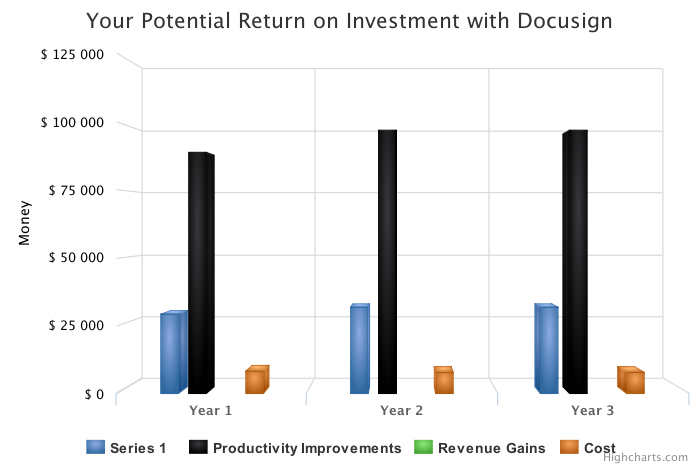 Your Potential Return on Investment with Docusign
$ 125 000
$ 100 000
$ 75 000
$ 50 000
$ 25 000
$ 0
Money
Year 1 Year 2 Year 3
Series 1 Productivity Improvements Revenue Gains Cost
Highcharts.com